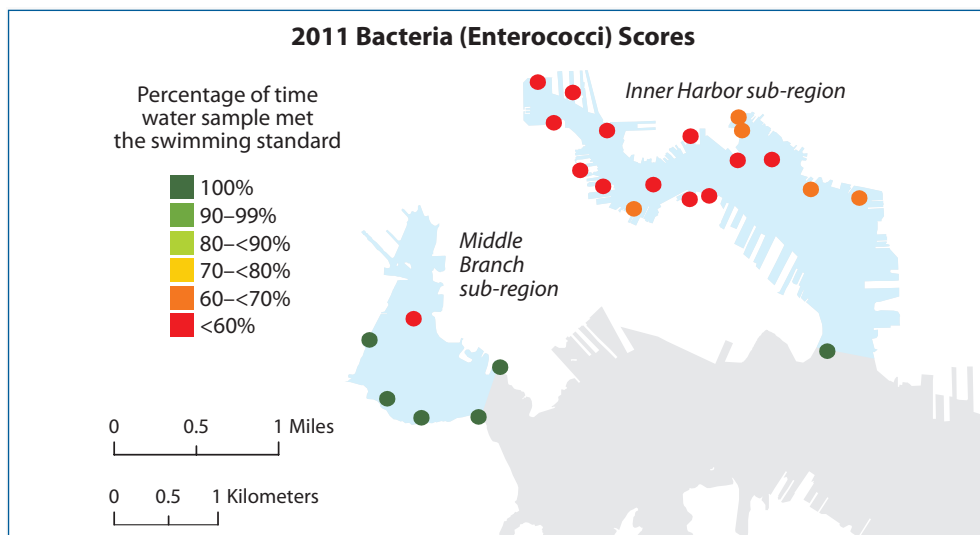 2011 Bacteria (Enterococci) Scores
Percentage of time
water sample met
the swimming standard
100%
90–99%
80–<90%
70–<80%
60–<70%
<60%
Inner Harbor sub-region
Middle
Branch
sub-region
0 0.5 1 Miles
0 0.5 1 Kilometers